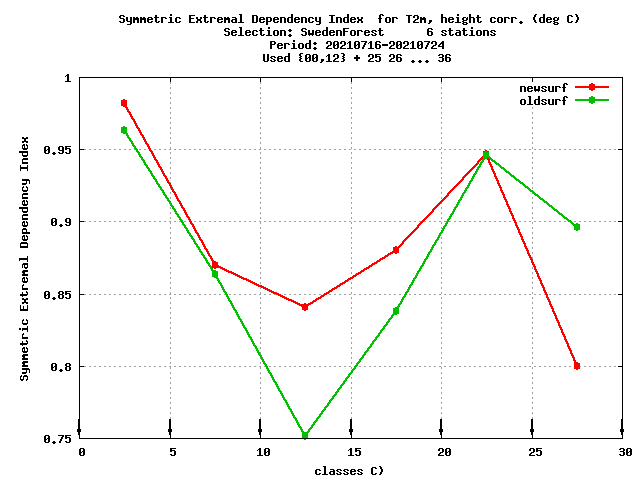 Symmetric Extremal Dependency Index  for T2m, height corr. (deg C)
Selection: SwedenForest      6 stations
Period: 20210716-20210724
Used {00,12} + 25 26 ... 36
newsurf
oldsurf
Symmetric Extremal Dependency Index
1
0.95
0.9
0.85
0.8
0.75
0 5 10 15 20 25 30
classes C)